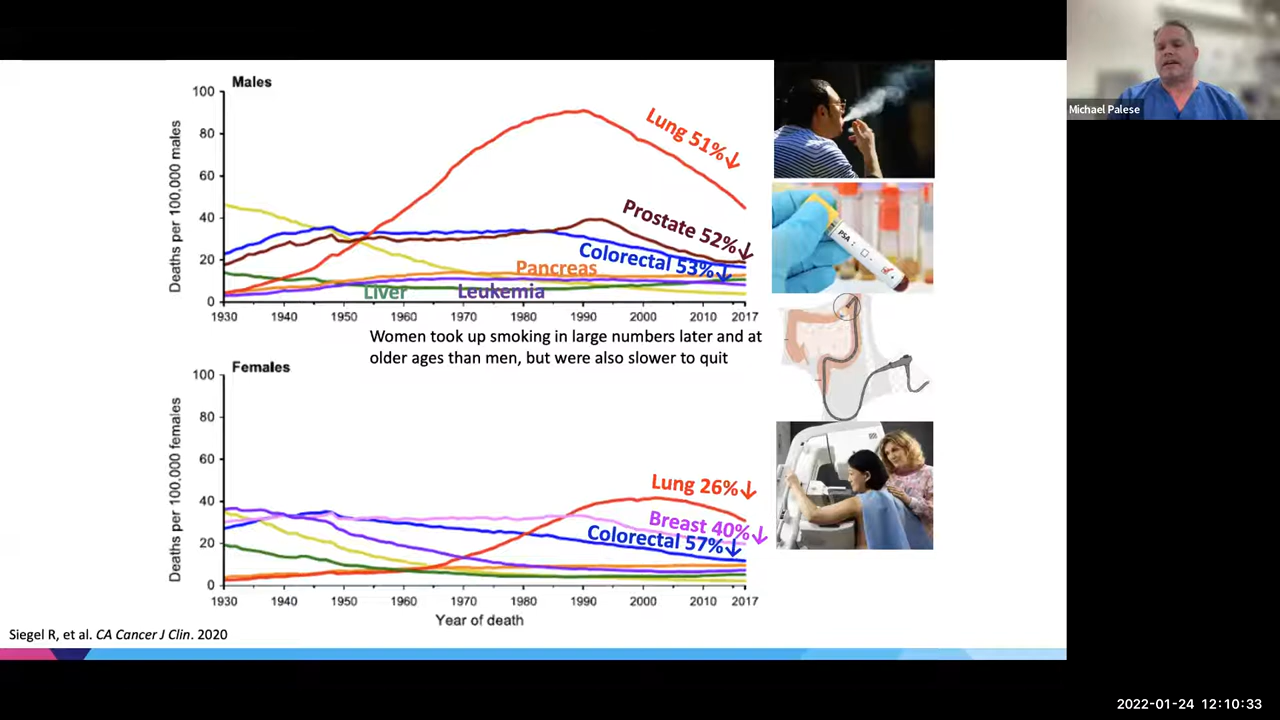 Michael Palese
Males
Deaths per 100,000 males
100
80
60
40
20
0
1930
1940
1950
1960
1970
1980
1990
2000
2010
2017
Lung 51%↓
Prostate 52%↓
Colorectal 53%↓
Pancreas
Liver
Leukemia
PSA :
Women took up smoking in large numbers later and at
older ages than men, but were also slower to quit
Females
Deaths per 100,000 females
100
80
60
40
20
0
1930
1940
1950
1960
1970
1980
1990
2000
2010
2017
Lung 26%↓
Breast 40%↓
Colorectal 57%↓
Year of death
Siegel R, et al. CA Cancer J Clin. 2020
2022-01-24 12:10:33